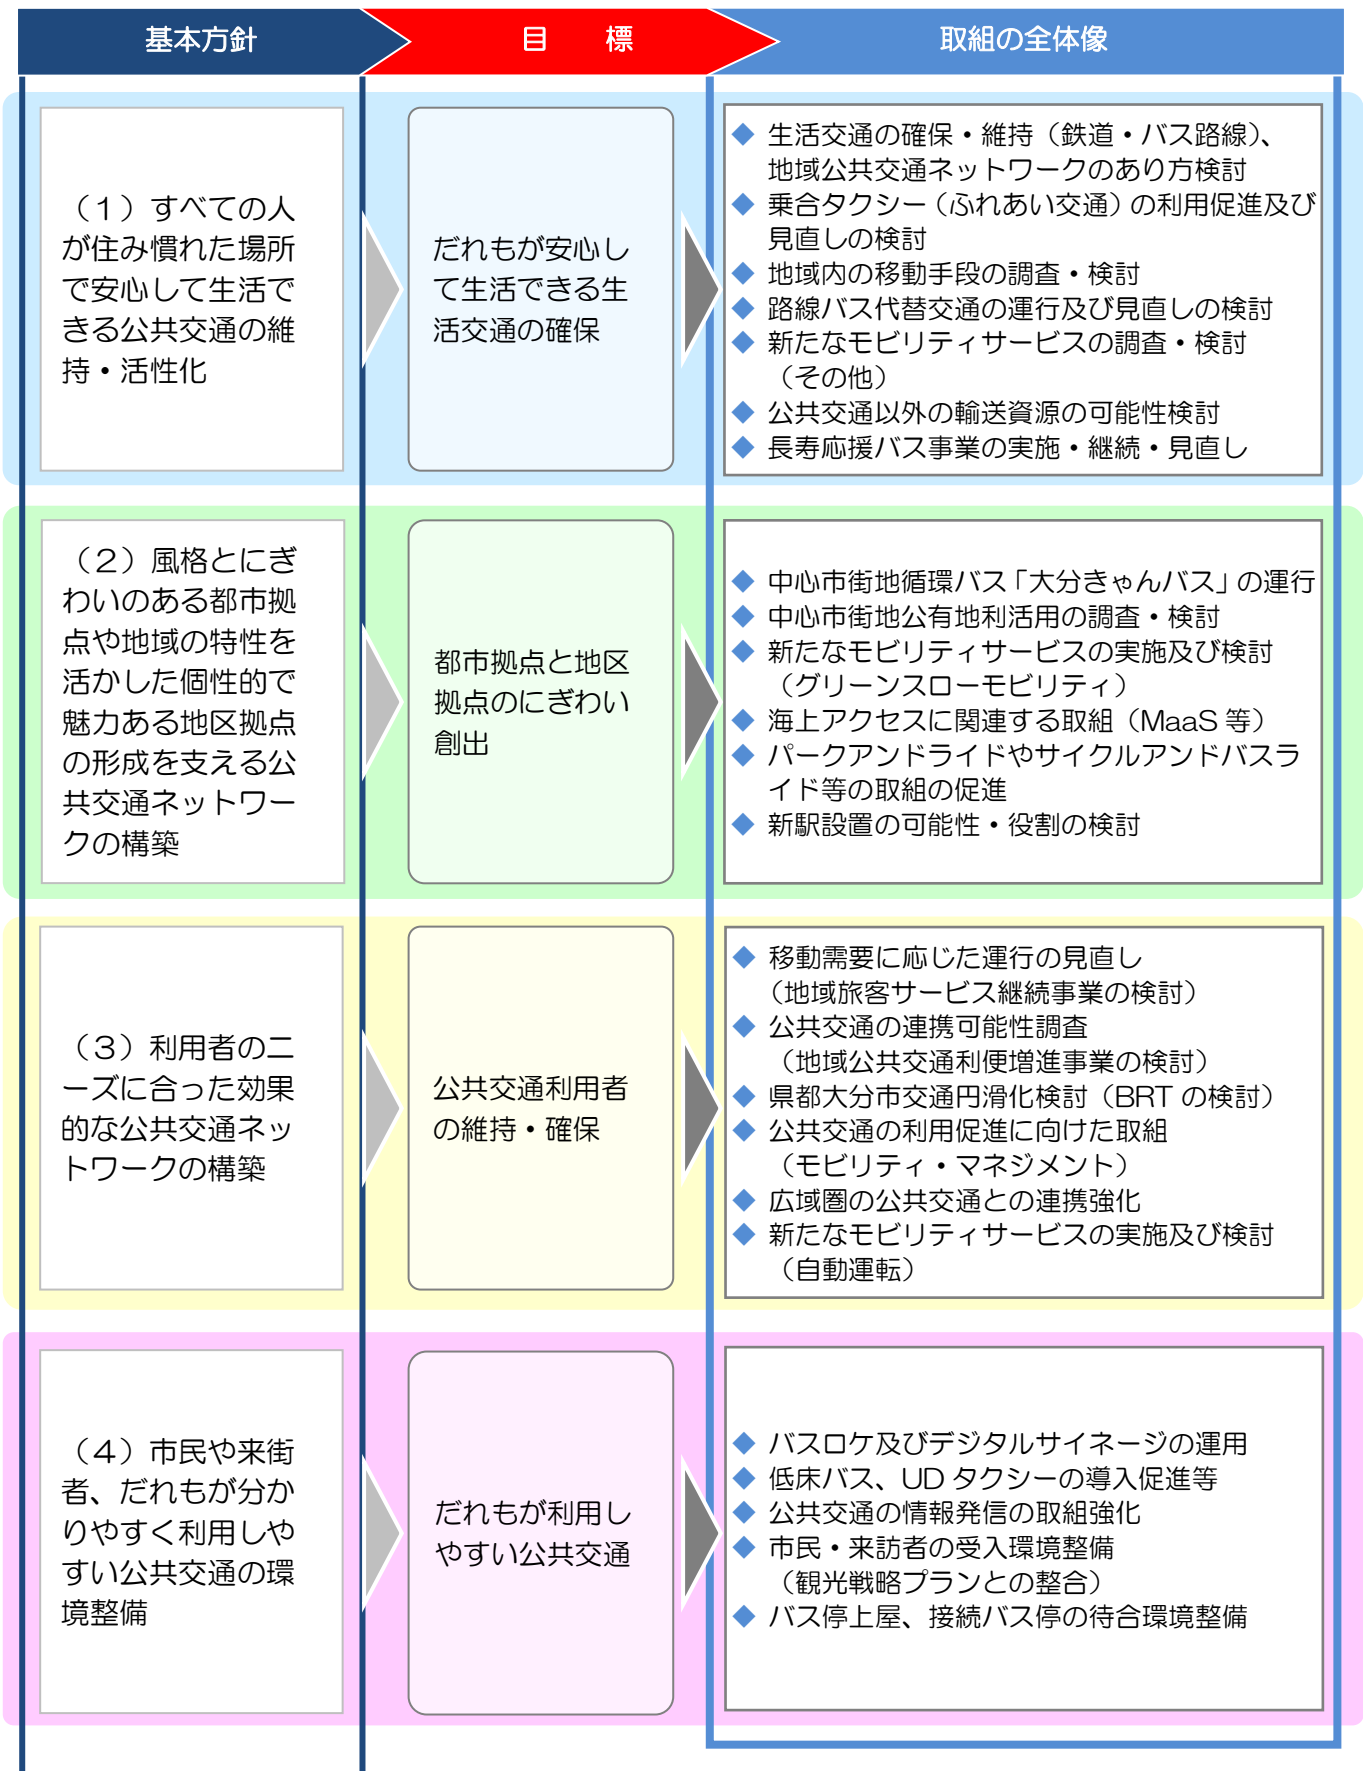 基本方針
目　標
取組の全体像
（１）すべての人
が住み慣れた場所
で安心して生活で
きる公共交通の維
持・活性化
だれもが安心し
て生活できる生
活交通の確保
◆ 生活交通の確保・維持（鉄道・バス路線）、
地域公共交通ネットワークのあり方検討
◆ 乗合タクシー（ふれあい交通）の利用促進及び
見直しの検討
◆ 地域内の移動手段の調査・検討
◆ 路線バス代替交通の運行及び見直しの検討
◆ 新たなモビリティサービスの調査・検討
（その他）
◆ 公共交通以外の輸送資源の可能性検討
◆ 長寿応援バス事業の実施・継続・見直し
（２）風格とにぎ
わいのある都市拠
点や地域の特性を
活かした個性的で
魅力ある地区拠点
の形成を支える公
共交通ネットワー
クの構築
都市拠点と地区
拠点のにぎわい
創出
◆ 中心市街地循環バス「大分きゃんバス」の運行
◆ 中心市街地公有地利活用の調査・検討
◆ 新たなモビリティサービスの実施及び検討
（グリーンスローモビリティ）
◆ 海上アクセスに関連する取組（MaaS 等）
◆ パークアンドライドやサイクルアンドバスラ
イド等の取組の促進
◆ 新駅設置の可能性・役割の検討
（３）利用者のニ
ーズに合った効果
的な公共交通ネッ
トワークの構築
公共交通利用者
の維持・確保
◆ 移動需要に応じた運行の見直し
（地域旅客サービス継続事業の検討）
◆ 公共交通の連携可能性調査
（地域公共交通利便増進事業の検討）
◆ 県都大分市交通円滑化検討（BRT の検討）
◆ 公共交通の利用促進に向けた取組
（モビリティ・マネジメント）
◆ 広域圏の公共交通との連携強化
◆ 新たなモビリティサービスの実施及び検討
（自動運転）
（４）市民や来街
者、だれもが分か
りやすく利用しや
すい公共交通の環
境整備
だれもが利用し
やすい公共交通
◆ バスロケ及びデジタルサイネージの運用
◆ 低床バス、UD タクシーの導入促進等
◆ 公共交通の情報発信の取組強化
◆ 市民・来訪者の受入環境整備
（観光戦略プランとの整合）
◆ バス停上屋、接続バス停の待合環境整備